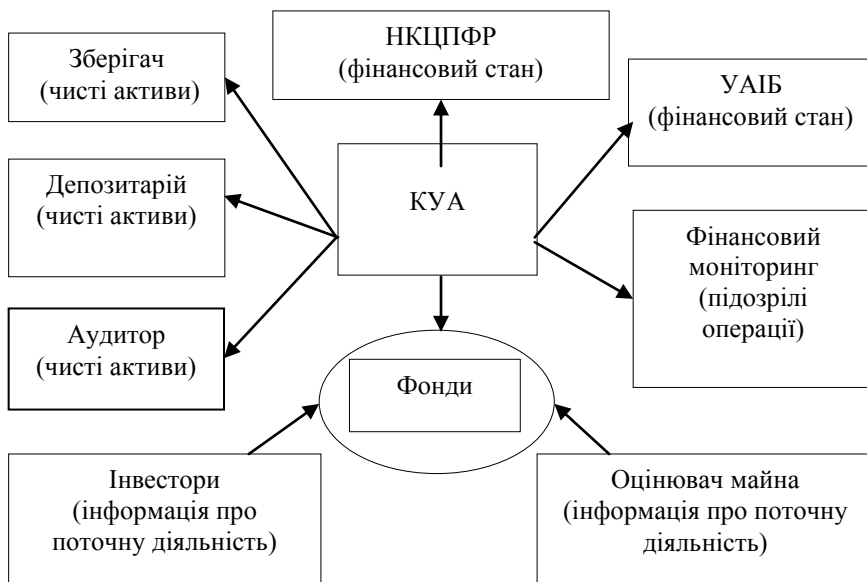 Зберігач
(чисті активи)
НКЦПФР
(фінансовий стан)
УАІБ
(фінансовий стан)
Депозитарій
(чисті активи)
КУА
Фінансовий
моніторинг
(підозрілі
операції)
Аудитор
(чисті активи)
Фонди
Інвестори
(інформація про
поточну діяльність)
Оцінювач майна
(інформація про поточну
діяльність)